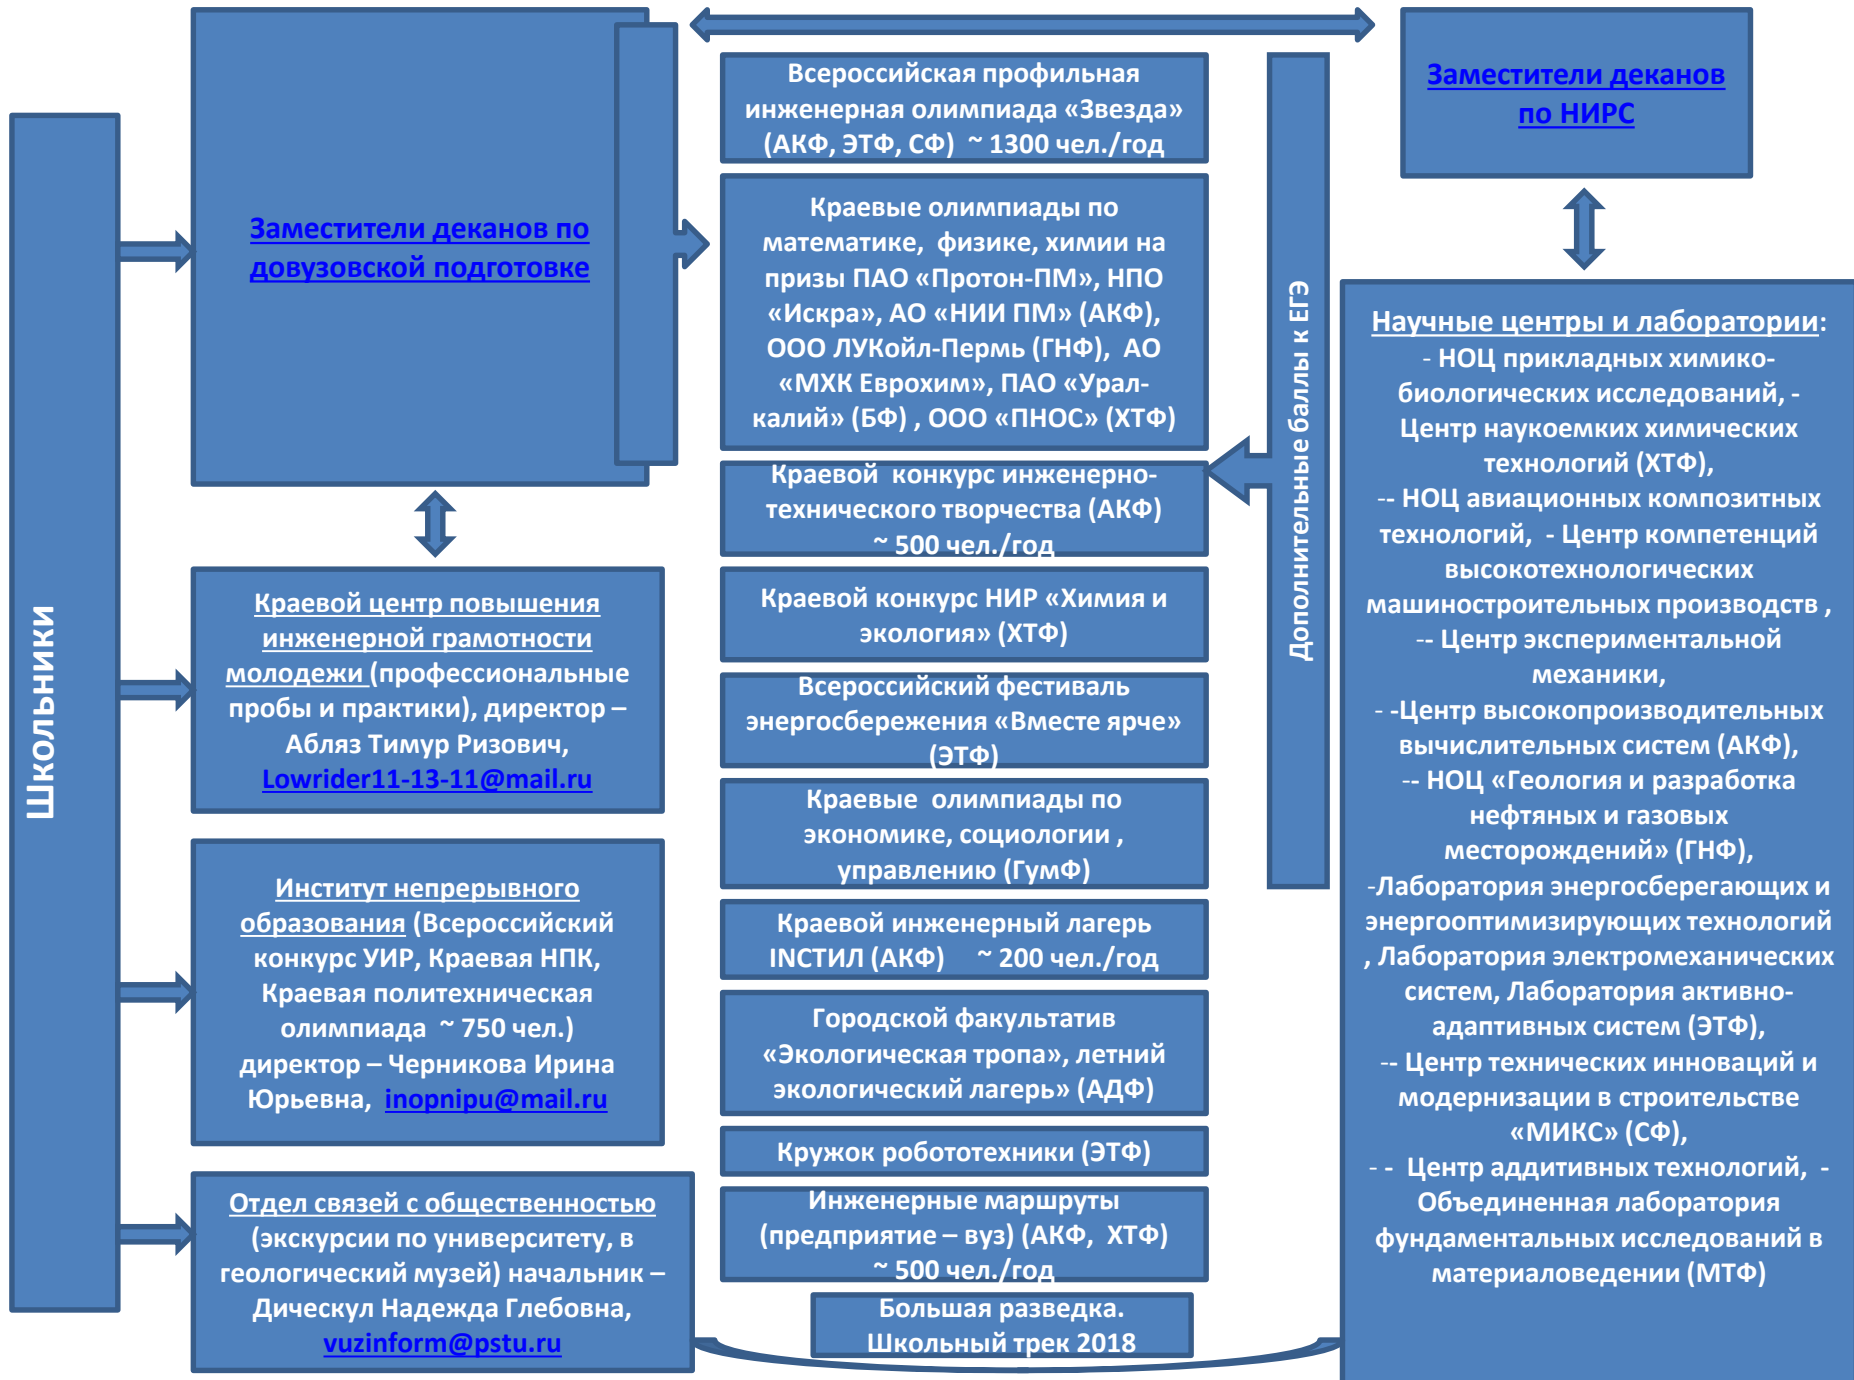 Школьники
Заместители деканов по
довузовской подготовке
Краевой центр повышения
инженерной грамотности
молодежи (профессиональные
пробы и практики), директор –
Абляз Тимур Ризович,
Lowrider11-13-11@mail.ru
Институт непрерывного
образования (Всероссийский
конкурс УИР, Краевая НПК,
Краевая политехническая
олимпиада ~ 750 чел.)
директор – Черникова Ирина
Юрьевна, inopnipu@mail.ru
Отдел связей с общественностью
(экскурсии по университету, в
геологический музей) начальник –
Дическул Надежда Глебовна,
vuzinform@pstu.ru
Всероссийская профильная
инженерная олимпиада «Звезда»
(АКФ, ЭТФ, СФ) ~ 1300 чел./год
Краевые олимпиады по
математике, физике, химии на
призы ПАО «Протон-ПМ», НПО
«Искра», АО «НИИ ПМ» (АКФ),
ООО ЛУКойл-Пермь (ГНФ), АО
«МХК Еврохим», ПАО «Урал-
калий» (БФ) , ООО «ПНОС» (ХТФ)
Краевой конкурс инженерно-
технического творчества (АКФ)
~ 500 чел./год
Краевой конкурс НИР «Химия и
экология» (ХТФ)
Всероссийский фестиваль
энергосбережения «Вместе ярче»
(ЭТФ)
Краевые олимпиады по
экономике, социологии ,
управлению (ГумФ)
Краевой инженерный лагерь
INСТИЛ (АКФ) ~ 200 чел./год
Городской факультатив
«Экологическая тропа», летний
экологический лагерь» (АДФ)
Кружок робототехники (ЭТФ)
Инженерные маршруты
(предприятие – вуз) (АКФ, ХТФ)
~ 500 чел./год
Большая разведка.
Школьный трек 2018
Дополнительные баллы к ЕГЭ
Заместители деканов
по НИРС
Научные центры и лаборатории:
- НОЦ прикладных химико-
биологических исследований, -
Центр наукоемких химических
технологий (ХТФ),
-- НОЦ авиационных композитных
технологий, - Центр компетенций
высокотехнологических
машиностроительных производств ,
-- Центр экспериментальной
механики,
- -Центр высокопроизводительных
вычислительных систем (АКФ),
-- НОЦ «Геология и разработка
нефтяных и газовых
месторождений» (ГНФ),
-Лаборатория энергосберегающих и
энергооптимизирующих технологий
, Лаборатория электромеханических
систем, Лаборатория активно-
адаптивных систем (ЭТФ),
-- Центр технических инноваций и
модернизации в строительстве
«МИКС» (СФ),
- - Центр аддитивных технологий, -
Объединенная лаборатория
фундаментальных исследований в
материаловедении (МТФ)